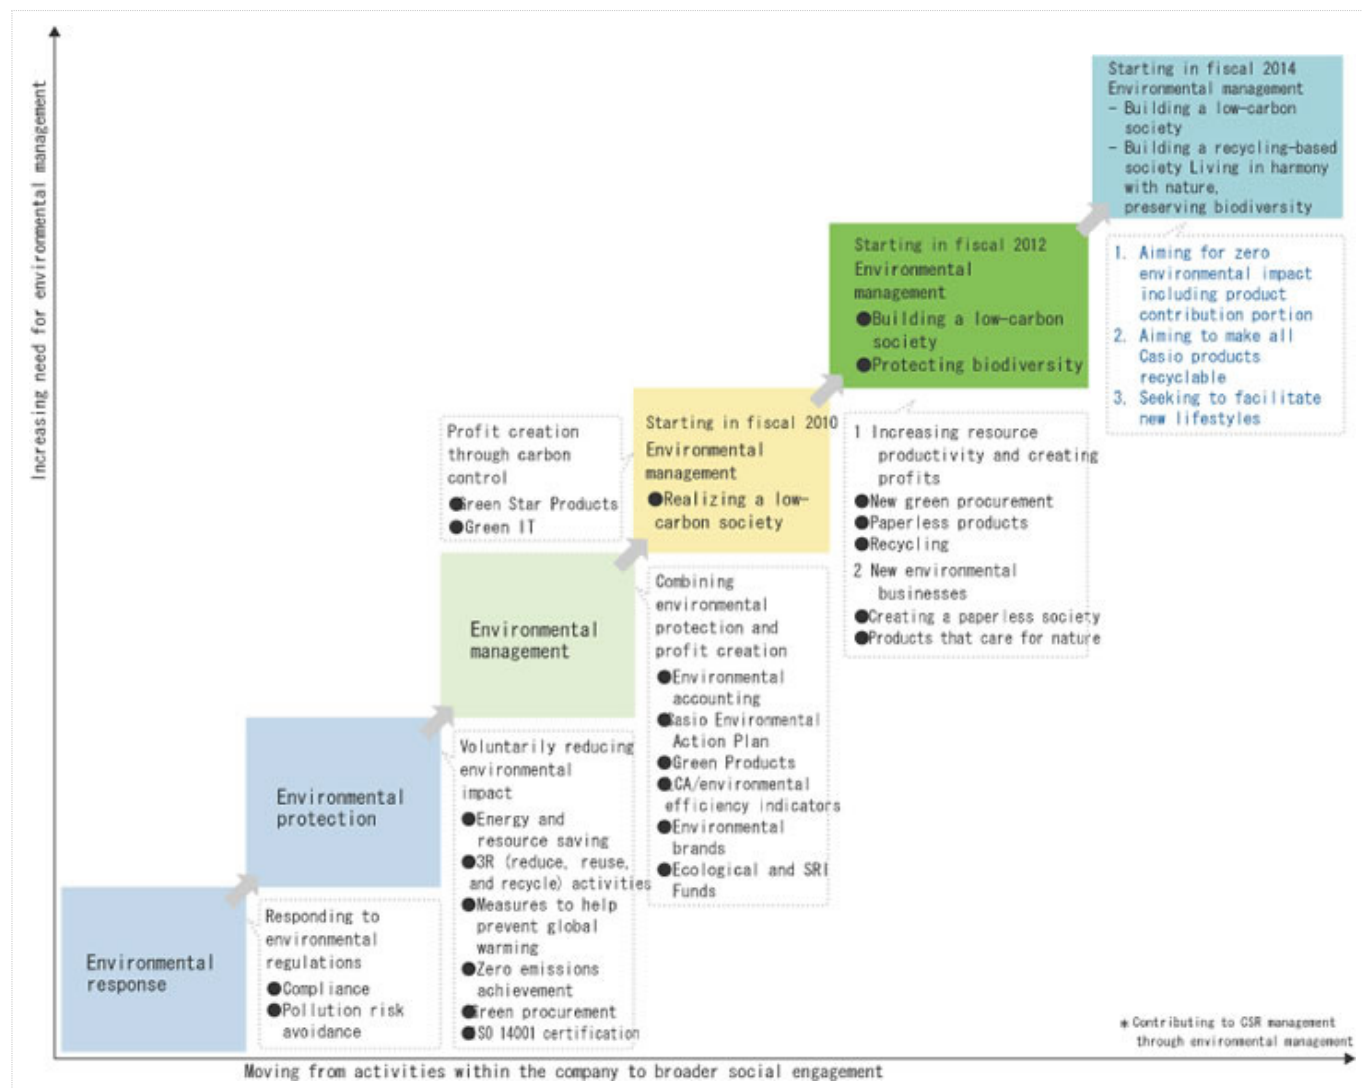 Increasing need for environmental management
Starting in fiscal 2014
Environmental management
- Building a low-carbon
society
- Building a recycling-based
society Living in harmony
with nature,
preserving biodiversity
1. Aiming for zero
environmental impact
including product
contribution portion
2. Aiming to make all
Casio products
recyclable
3. Seeking to facilitate
new lifestyles
Starting in fiscal 2012
Environmental
management
●Building a low-carbon
society
●Protecting biodiversity
1 Increasing resource
productivity and creating
profits
●New green procurement
●Paperless products
●Recycling
2 New environmental
businesses
●Creating a paperless society
●Products that care for nature
Starting in fiscal 2010
Environmental
management
●Realizing a low-
carbon society
Profit creation
through carbon
control
●Green Star Products
●Green IT
Combining
environmental
protection and
profit creation
●Environmental
accounting
●Casio Environmental
Action Plan
●Green Products
●LCA/environmental
efficiency indicators
●Environmental
brands
●Ecological and SRI
Funds
Environmental
management
Voluntarily reducing
environmental
impact
●Energy and
resource saving
●3R (reduce, reuse,
and recycle) activities
●Measures to help
prevent global
warming
●Zero emissions
achievement
●Green procurement
●ISO 14001 certification
Environmental
protection
Responding to
environmental
regulations
●Compliance
●Pollution risk
avoidance
Environmental
response
* Contributing to CSR management
through environmental management
Moving from activities within the company to broader social engagement